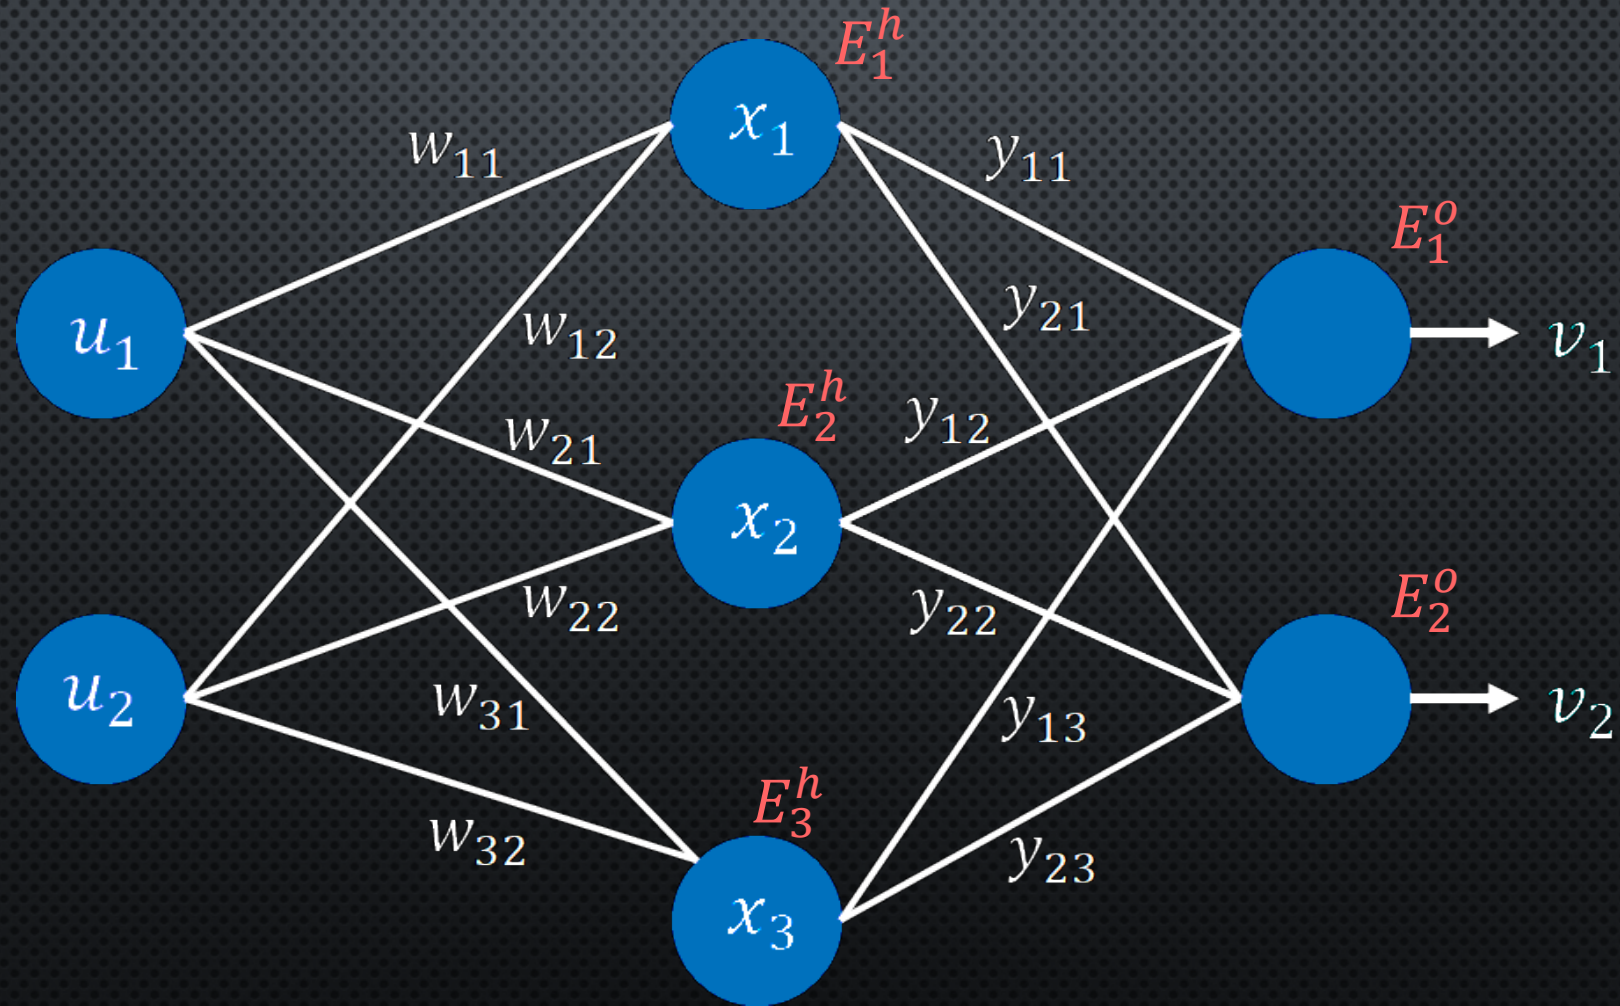 E₁ʰ
x₁
w₁₁
y₁₁
E₁ᵒ
u₁
w₁₂
y₂₁
v₁
E₂ʰ
w₂₁
y₁₂
x₂
w₂₂
y₂₂
E₂ᵒ
u₂
w₃₁
y₁₃
v₂
E₃ʰ
w₃₂
y₂₃
x₃